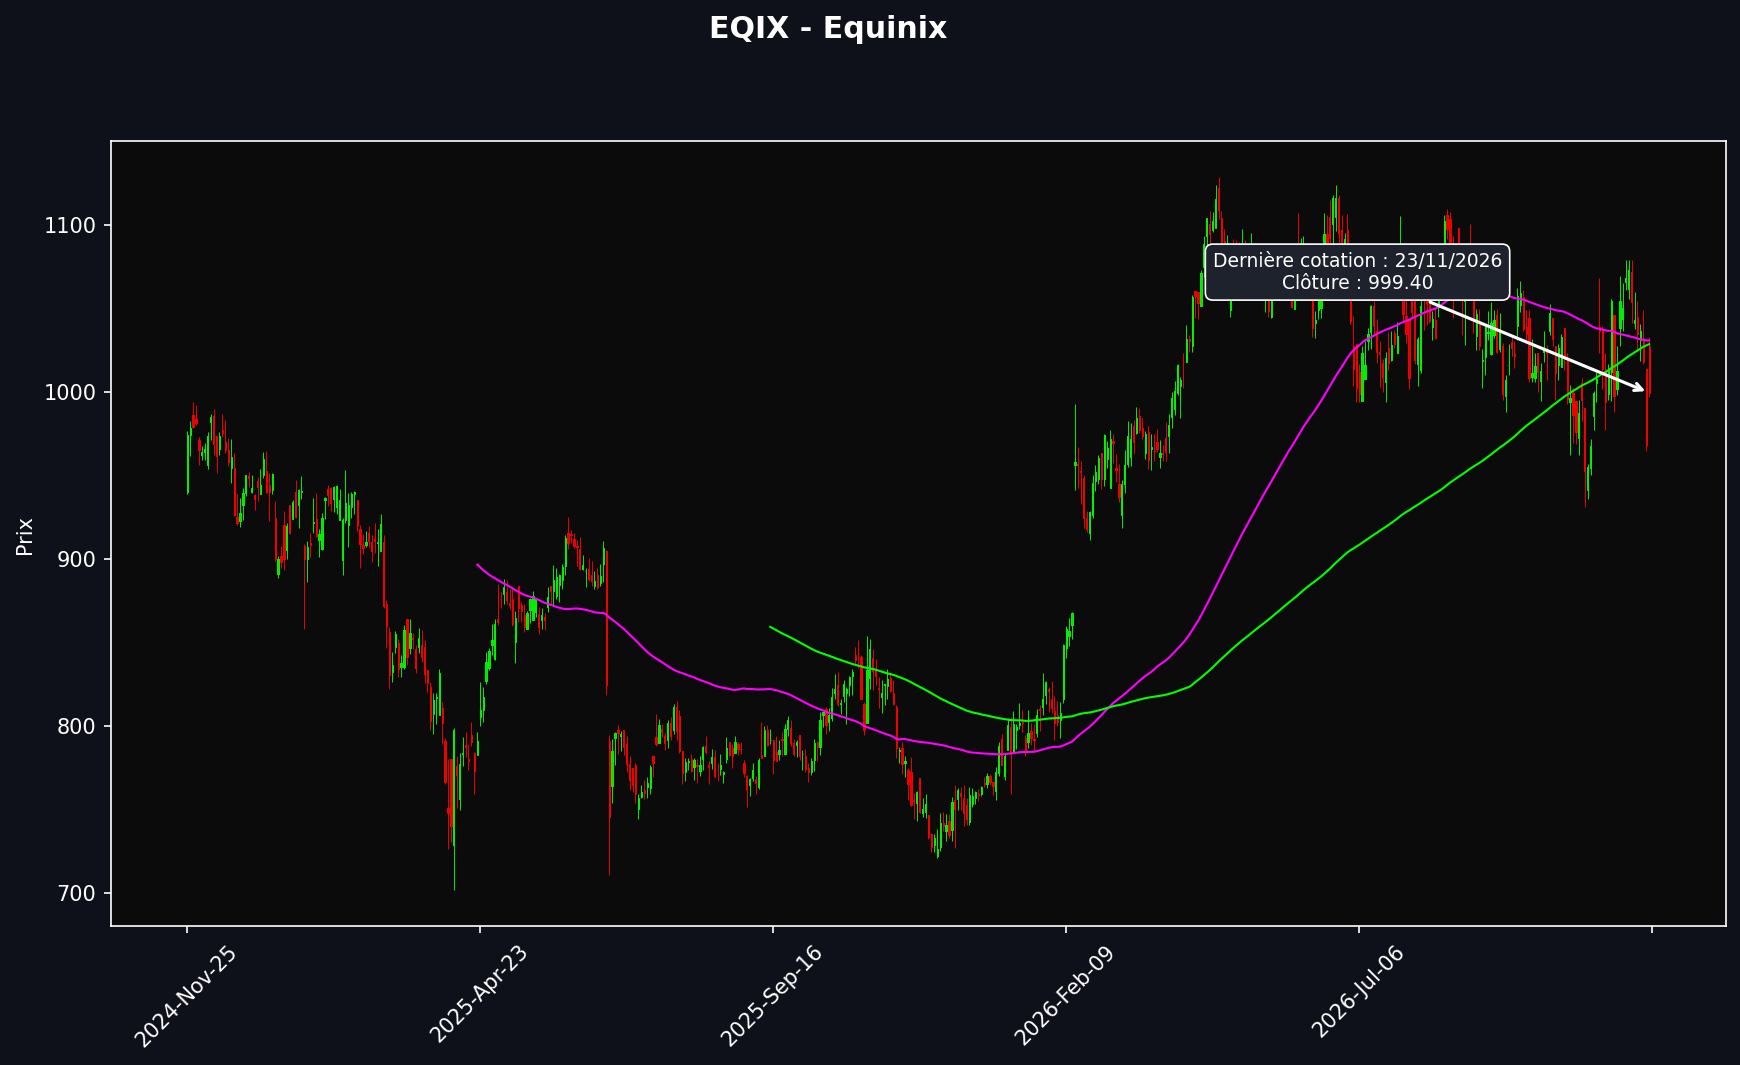 EQIX - Equinix
Prix
1100
1000
900
800
700
Dernière cotation : 23/11/2026
Clôture : 999.40
2024-Nov-25
2025-Apr-23
2025-Sep-16
2026-Feb-09
2026-Jul-06